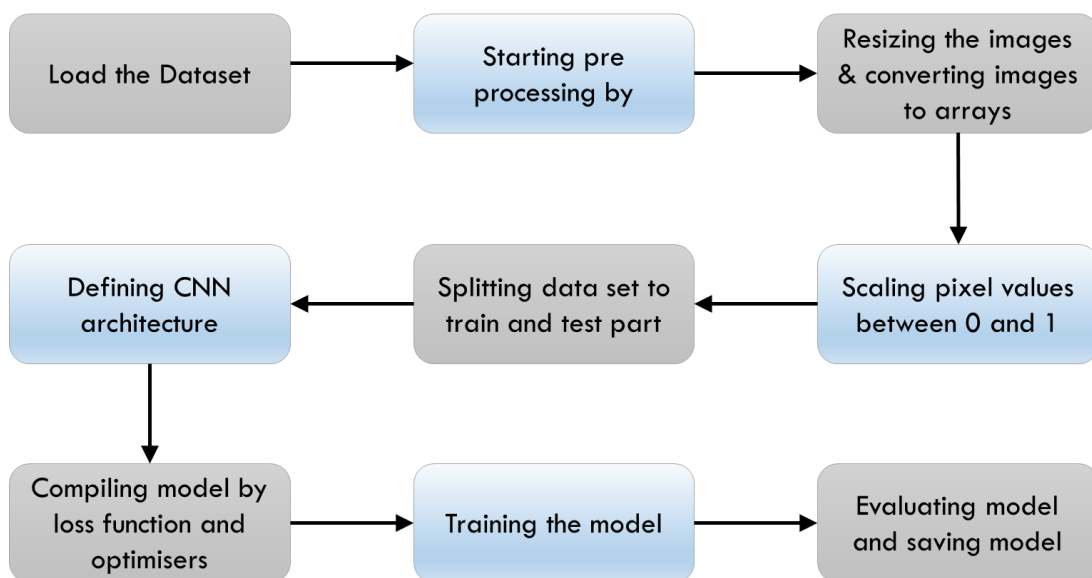 Load the Dataset
Starting pre
processing by
Resizing the images
& converting images
to arrays
Scaling pixel values
between 0 and 1
Splitting data set to
train and test part
Defining CNN
architecture
Compiling model by
loss function and
optimisers
Training the model
Evaluating model
and saving model